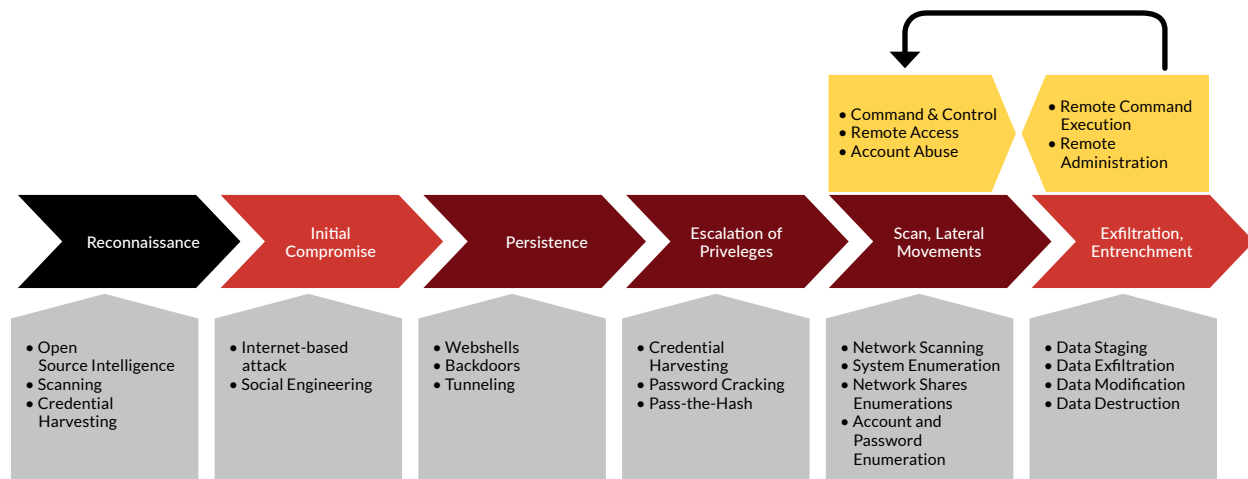 • Command & Control
• Remote Access
• Account Abuse
• Remote Command
Execution
• Remote
Administration
Reconnaissance
Initial
Compromise
Persistence
Escalation of
Priveleges
Scan, Lateral
Movements
Exfiltration,
Entrenchment
• Open
Source Intelligence
• Scanning
• Credential
Harvesting
• Internet-based
attack
• Social Engineering
• Webshells
• Backdoors
• Tunneling
• Credential
Harvesting
• Password Cracking
• Pass-the-Hash
• Network Scanning
• System Enumeration
• Network Shares
Enumerations
• Account and
Password
Enumeration
• Data Staging
• Data Exfiltration
• Data Modification
• Data Destruction